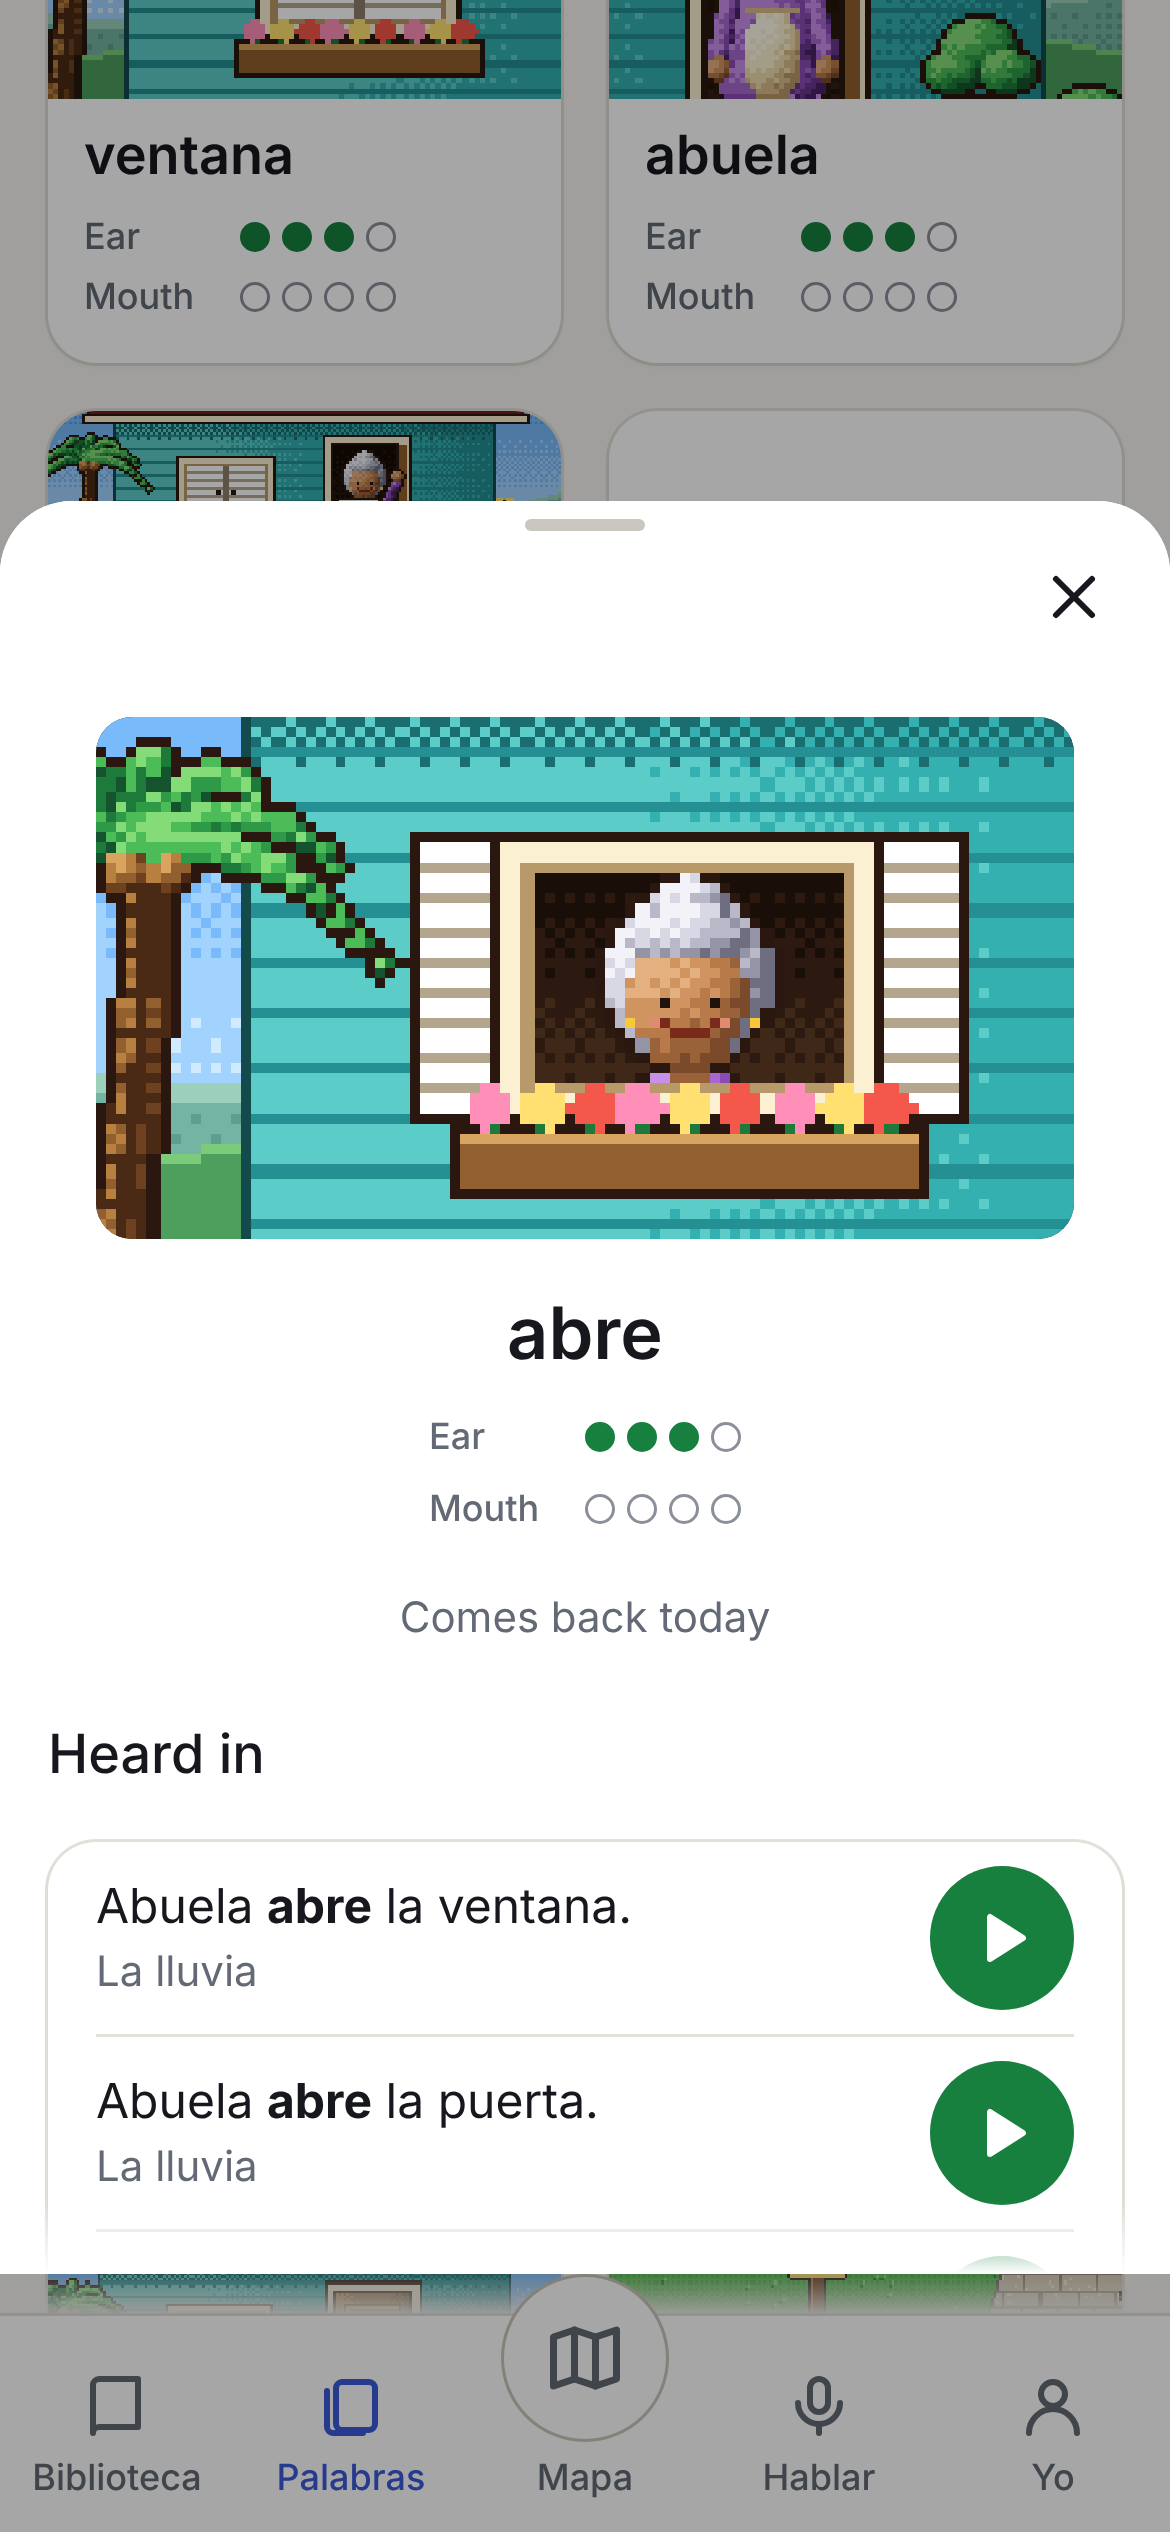 ventana
abuela
Ear
Ear
Mouth
Mouth
abre
Ear
Mouth
Comes back today
Heard in
Abuela abre la ventana.
La lluvia
Abuela abre la puerta.
La lluvia
Biblioteca
Palabras
Mapa
Hablar
Yo